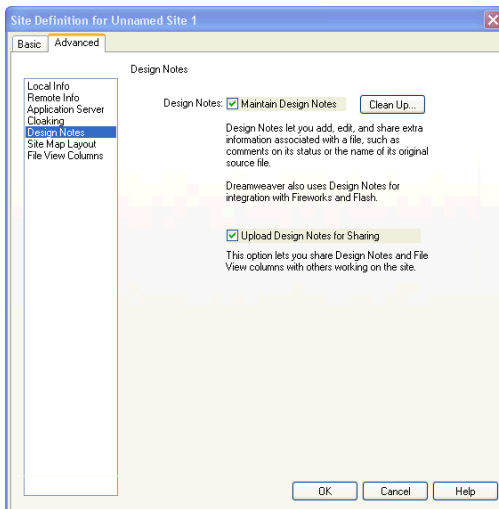 Site Definition for Unnamed Site 1
Basic
Advanced
Local Info
Remote Info
Application Server
Cloaking
Design Notes
Site Map Layout
File View Columns
Design Notes
Design Notes: Maintain Design Notes
Clean Up...
Design Notes let you add, edit, and share extra
information associated with a file, such as
comments on its status or the name of its original
source file.
Dreamweaver also uses Design Notes for
integration with Fireworks and Flash.
Upload Design Notes for Sharing
This option lets you share Design Notes and File
View columns with others working on the site.
OK
Cancel
Help